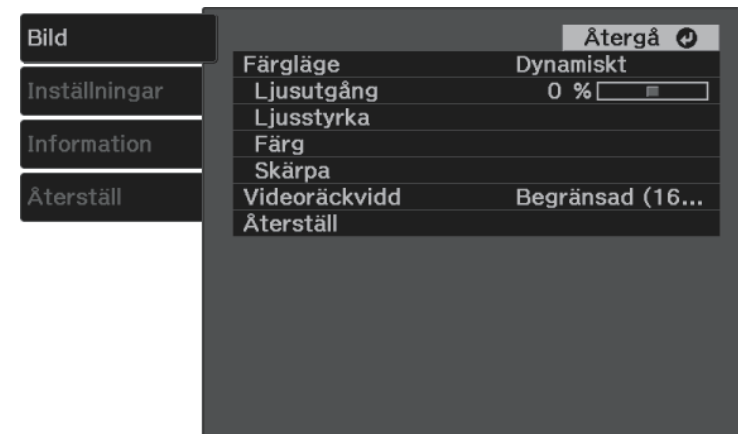 Bild
Inställningar
Information
Återställ
Återgå
Färgläge Dynamiskt
Ljusutgång 0 %
Ljusstyrka
Färg
Skärpa
Videoräckvidd Begränsad (16...
Återställ